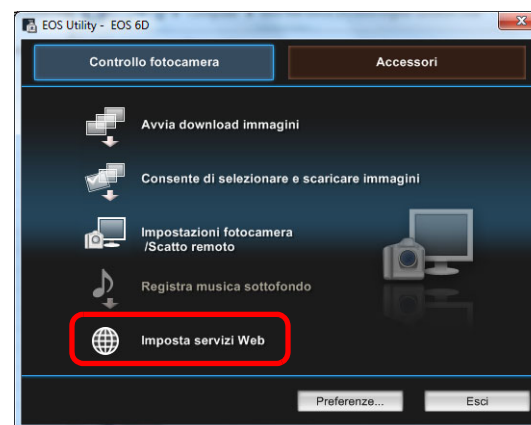 EOS Utility - EOS 6D
Controllo fotocamera
Accessori
Avvia download immagini
Consente di selezionare e scaricare immagini
Impostazioni fotocamera
/Scatto remoto
Registra musica sottofondo
Imposta servizi Web
Preferenze...
Esci